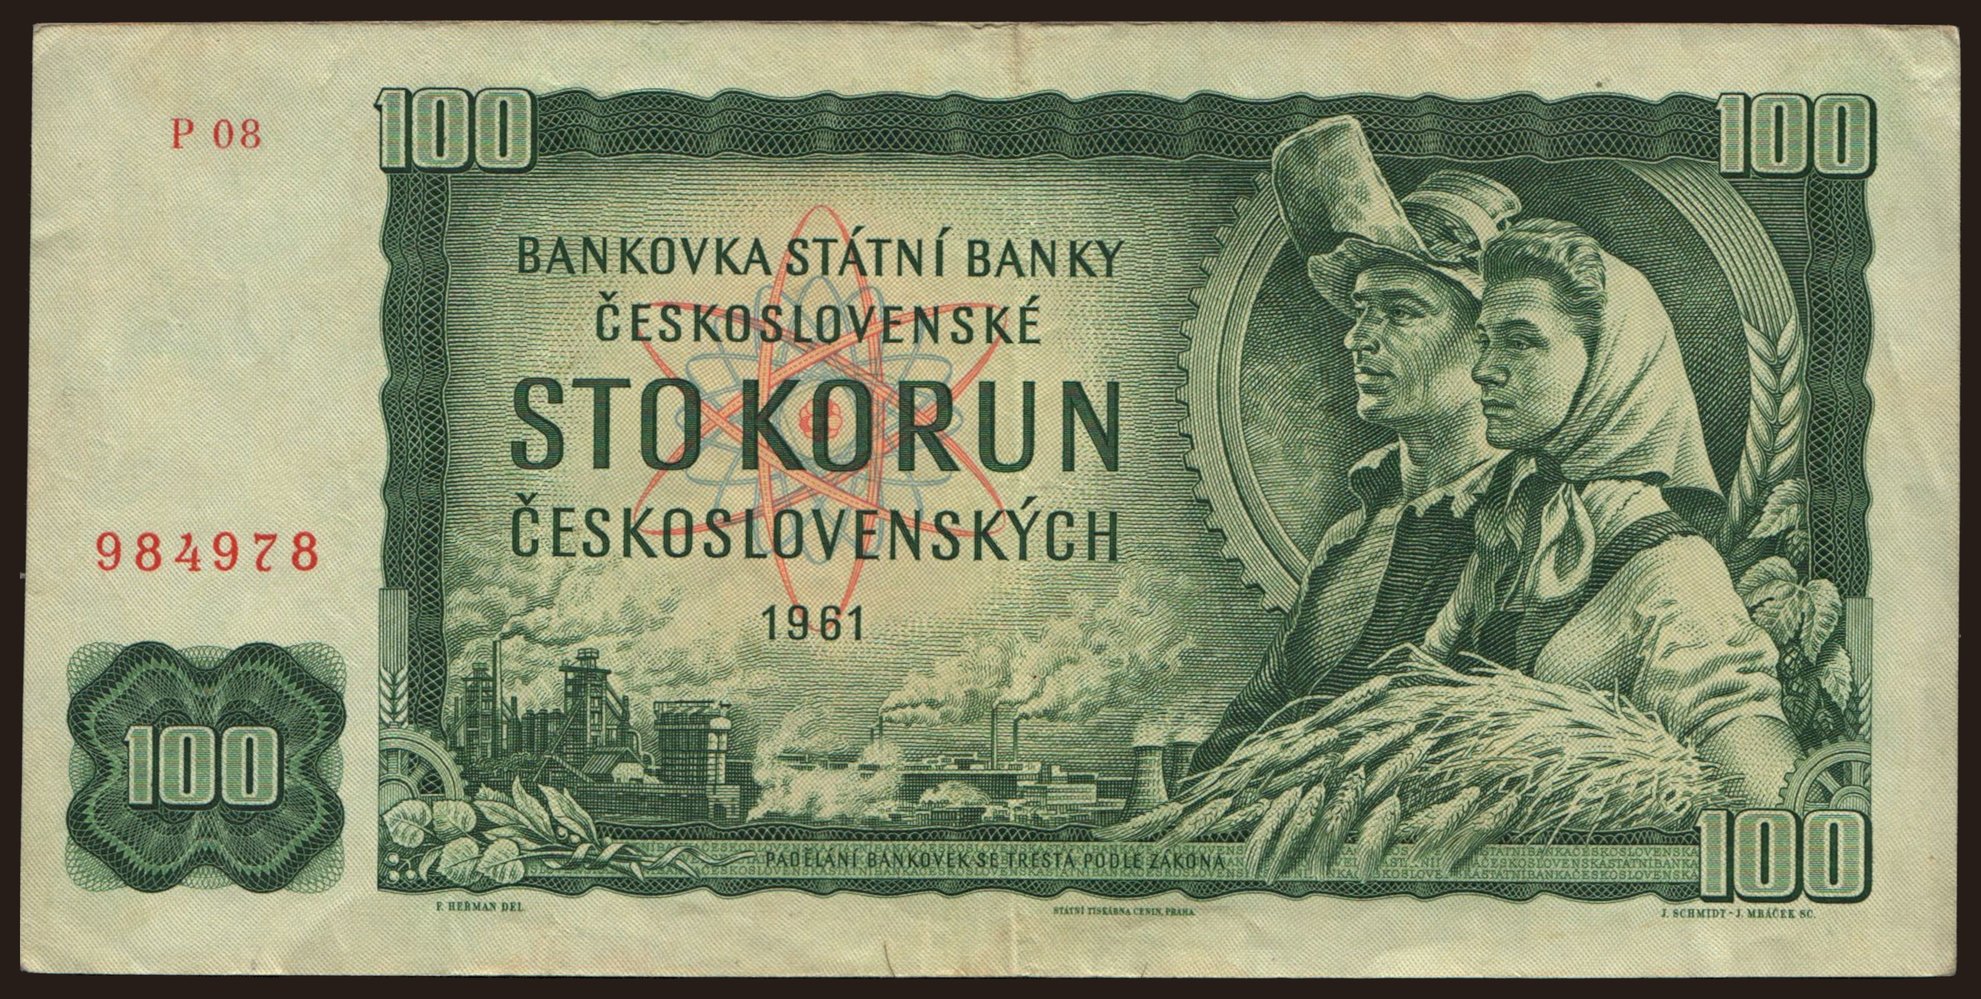 P 08
100
100
BANKOVKA STÁTNÍ BANKY
ČESKOSLOVENSKÉ
STO KORUN
ČESKOSLOVENSKÝCH
1961
984978
100
PADĚLÁNÍ BANKOVEK SE TRESTÁ PODLE ZÁKONA
100
F. HEŘMAN DEL.
STÁTNÍ TISKÁRNA CENIN, PRAHA
J. SCHMIDT - J. MRÁČEK SC.